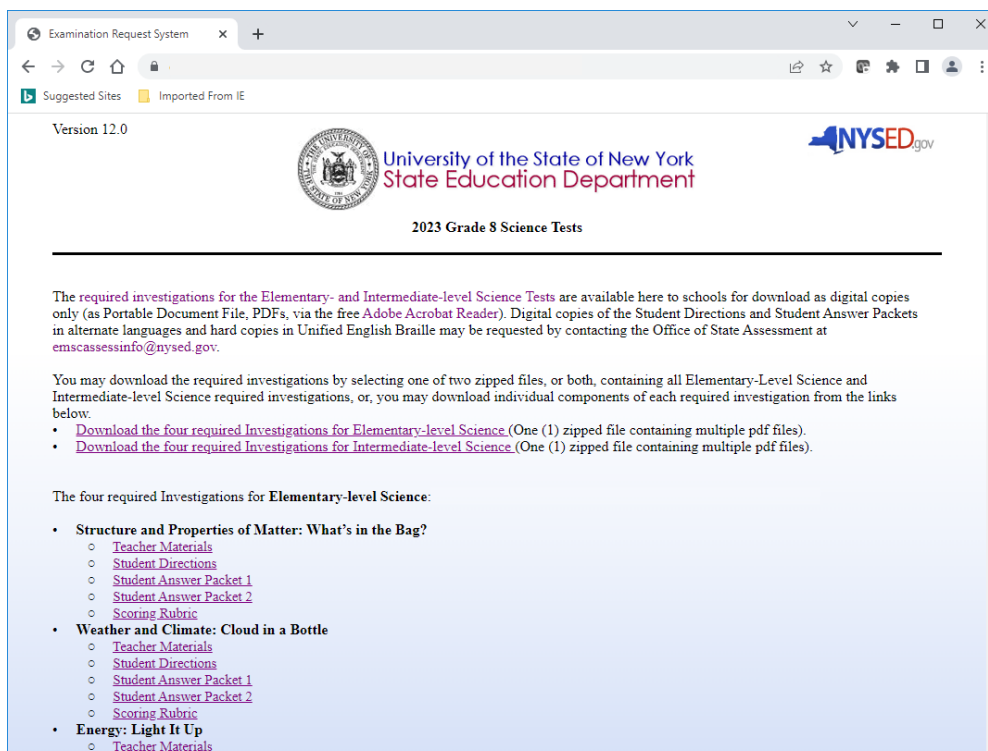 Examination Request System
Suggested Sites
Imported From IE
Version 12.0
University of the State of New York
State Education Department
NYSED.gov
2023 Grade 8 Science Tests
The required investigations for the Elementary- and Intermediate-level Science Tests are available here to schools for download as digital copies
only (as Portable Document File, PDFs, via the free Adobe Acrobat Reader). Digital copies of the Student Directions and Student Answer Packets
in alternate languages and hard copies in Unified English Braille may be requested by contacting the Office of State Assessment at
emscassessinfo@nysed.gov.
You may download the required investigations by selecting one of two zipped files, or both, containing all Elementary-Level Science and
Intermediate-level Science required investigations, or, you may download individual components of each required investigation from the links
below.
• Download the four required Investigations for Elementary-level Science (One (1) zipped file containing multiple pdf files).
• Download the four required Investigations for Intermediate-level Science (One (1) zipped file containing multiple pdf files).
The four required Investigations for Elementary-level Science:
• Structure and Properties of Matter: What's in the Bag?
○ Teacher Materials
○ Student Directions
○ Student Answer Packet 1
○ Student Answer Packet 2
○ Scoring Rubric
• Weather and Climate: Cloud in a Bottle
○ Teacher Materials
○ Student Directions
○ Student Answer Packet 1
○ Student Answer Packet 2
○ Scoring Rubric
• Energy: Light It Up
○ Teacher Materials